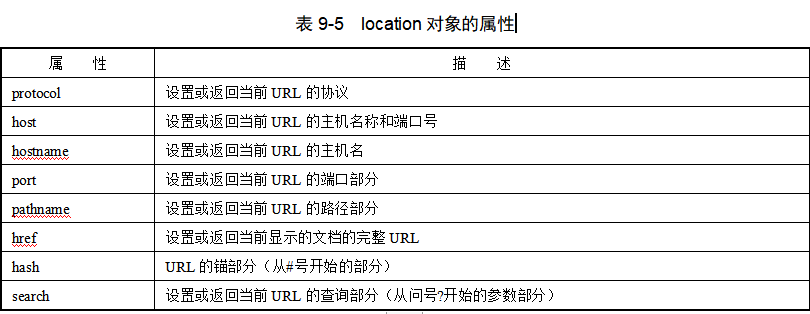 表 9-5 location 对象的属性
属 性 描 述
protocol 设置或返回当前 URL 的协议
host 设置或返回当前 URL 的主机名称和端口号
hostname 设置或返回当前 URL 的主机名
port 设置或返回当前 URL 的端口部分
pathname 设置或返回当前 URL 的路径部分
href 设置或返回当前显示的文档的完整 URL
hash URL 的锚部分（从#号开始的部分）
search 设置或返回当前 URL 的查询部分（从问号?开始的参数部分）